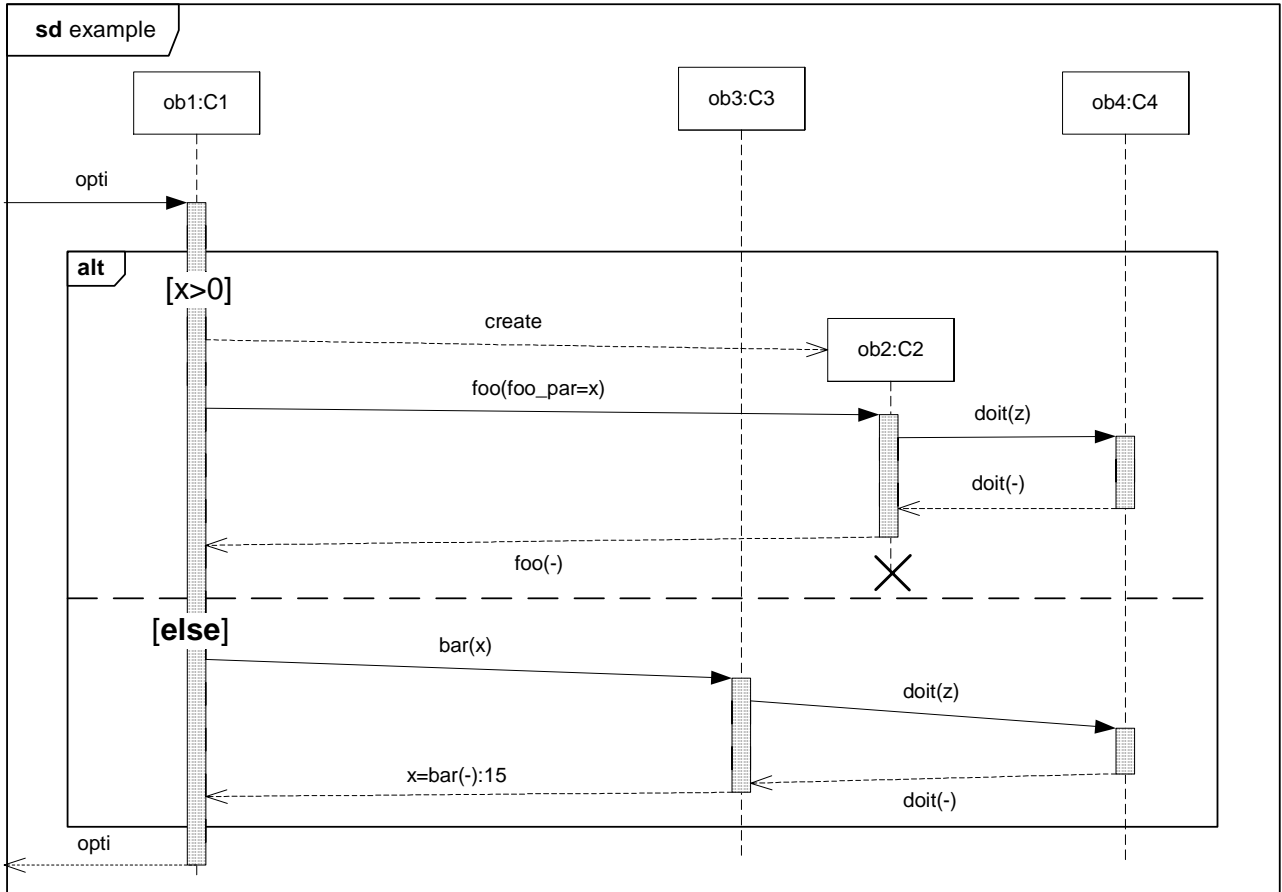 sd example
ob1:C1
ob3:C3
ob4:C4
opti
alt
[x>0]
create
ob2:C2
foo(foo_par=x)
doit(z)
doit(-)
foo(-)
[else]
bar(x)
doit(z)
x=bar(-):15
doit(-)
opti